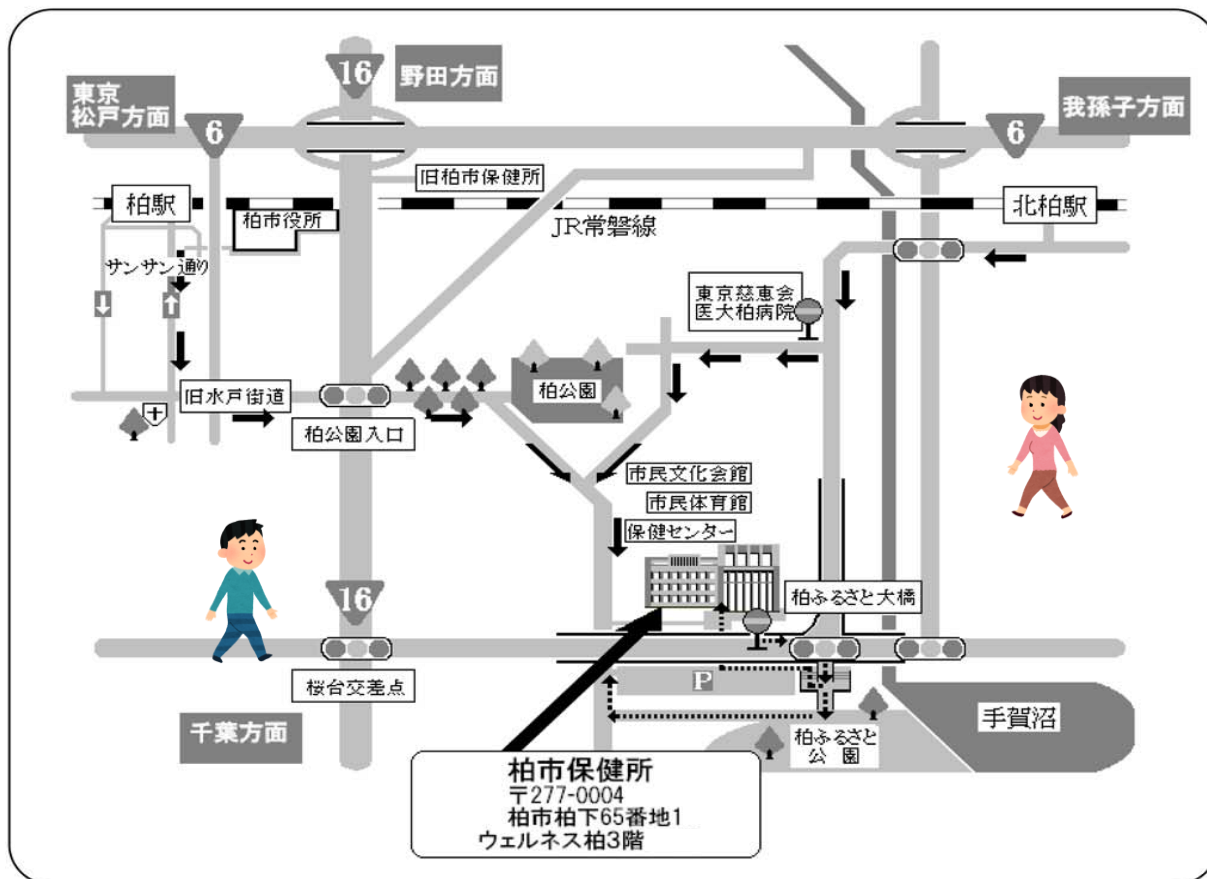 16
野田方面
東京
松戸方面
6
6
我孫子方面
旧柏市保健所
柏駅
柏市役所
JR常磐線
北柏駅
サンサン通り
東京慈恵会
医大柏病院
旧水戸街道
柏公園
柏公園入口
市民文化会館
市民体育館
保健センター
16
柏ふるさと大橋
桜台交差点
P
千葉方面
柏ふるさと
公園
手賀沼
柏市保健所
〒277-0004
柏市柏下65番地1
ウェルネス柏3階